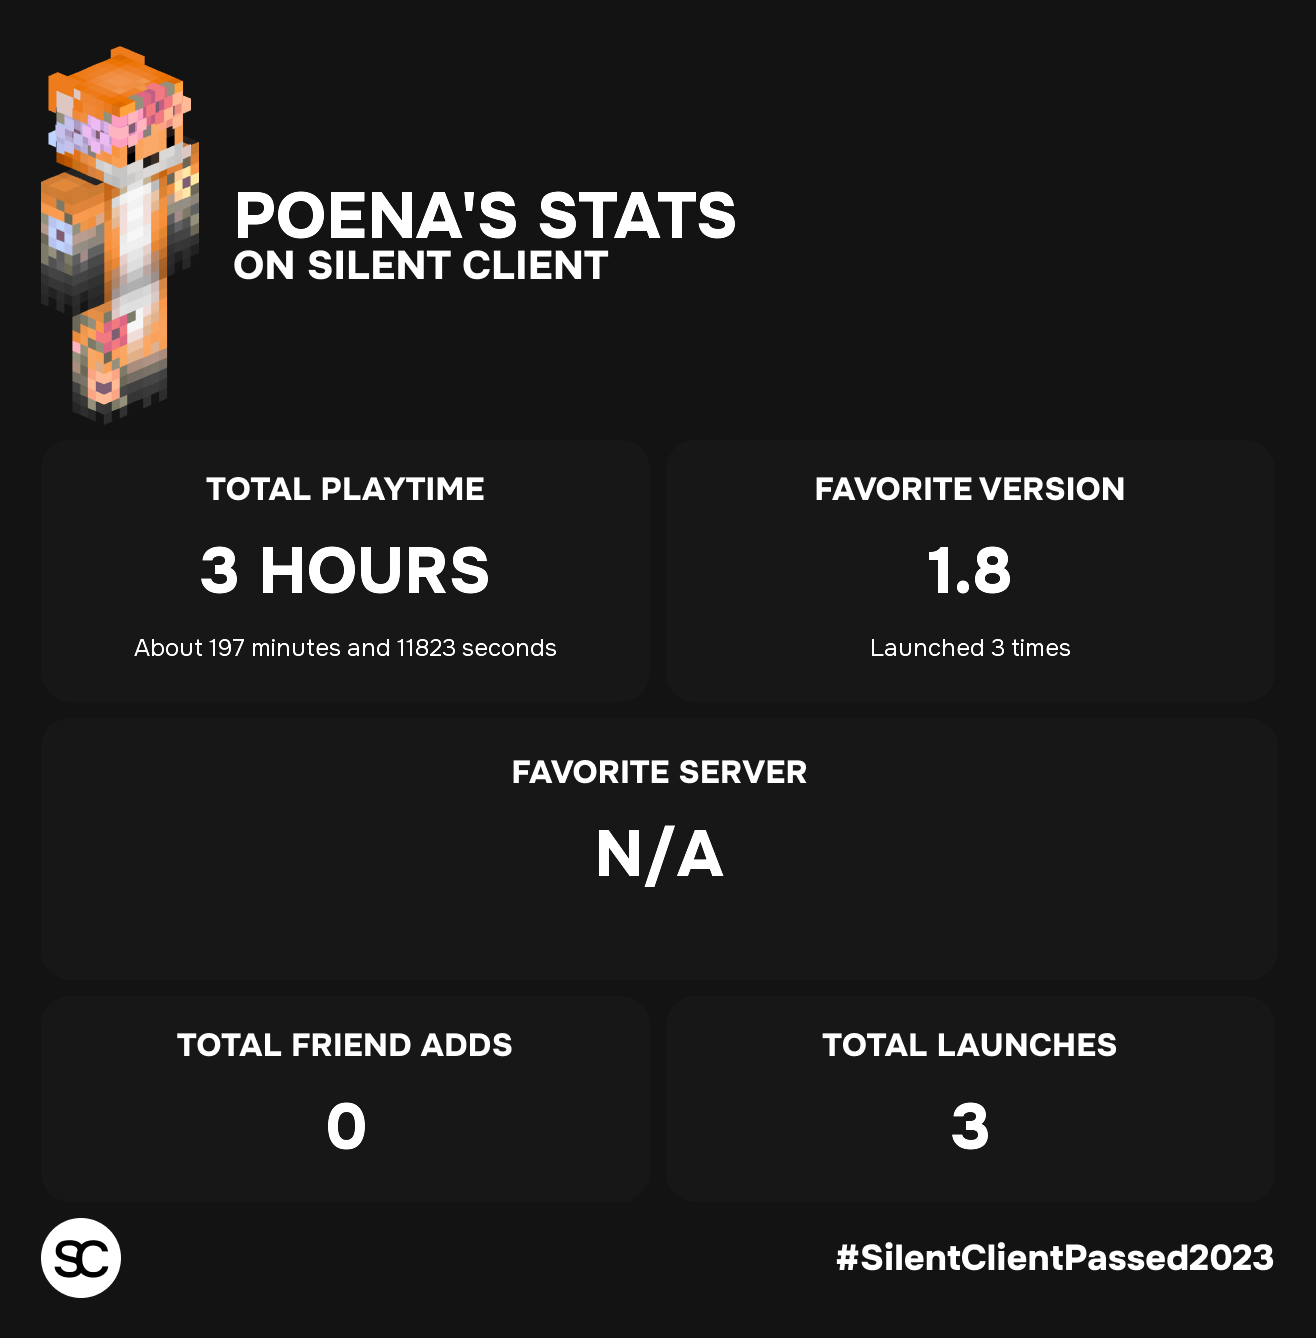 POENA'S STATS
ON SILENT CLIENT
TOTAL PLAYTIME
3 HOURS
About 197 minutes and 11823 seconds
FAVORITE VERSION
1.8
Launched 3 times
FAVORITE SERVER
N/A
TOTAL FRIEND ADDS
0
TOTAL LAUNCHES
3
SC
#SilentClientPassed2023